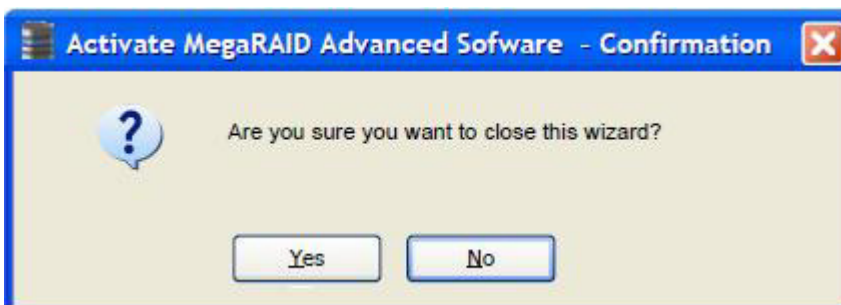 Activate MegaRAID Advanced Sofware - Confirmation
Are you sure you want to close this wizard?
Yes No